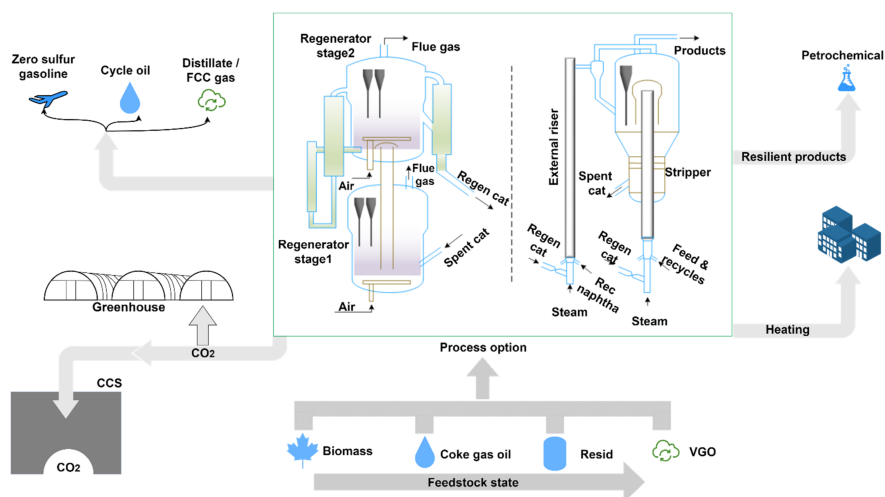 Zero sulfur
gasoline
Cycle oil
Distillate /
FCC gas
Regenerator
stage2
Flue gas
Air
Flue
gas
Regen cat
Regenerator
stage1
Spent cat
Air
External riser
Products
Spent
cat
Stripper
Regen
cat
Rec
naphtha
Steam
Regen
cat
Feed &
recycles
Steam
Petrochemical
Resilient products
Heating
Greenhouse
CO2
CCS
CO2
Process option
Biomass
Coke gas oil
Resid
VGO
Feedstock state